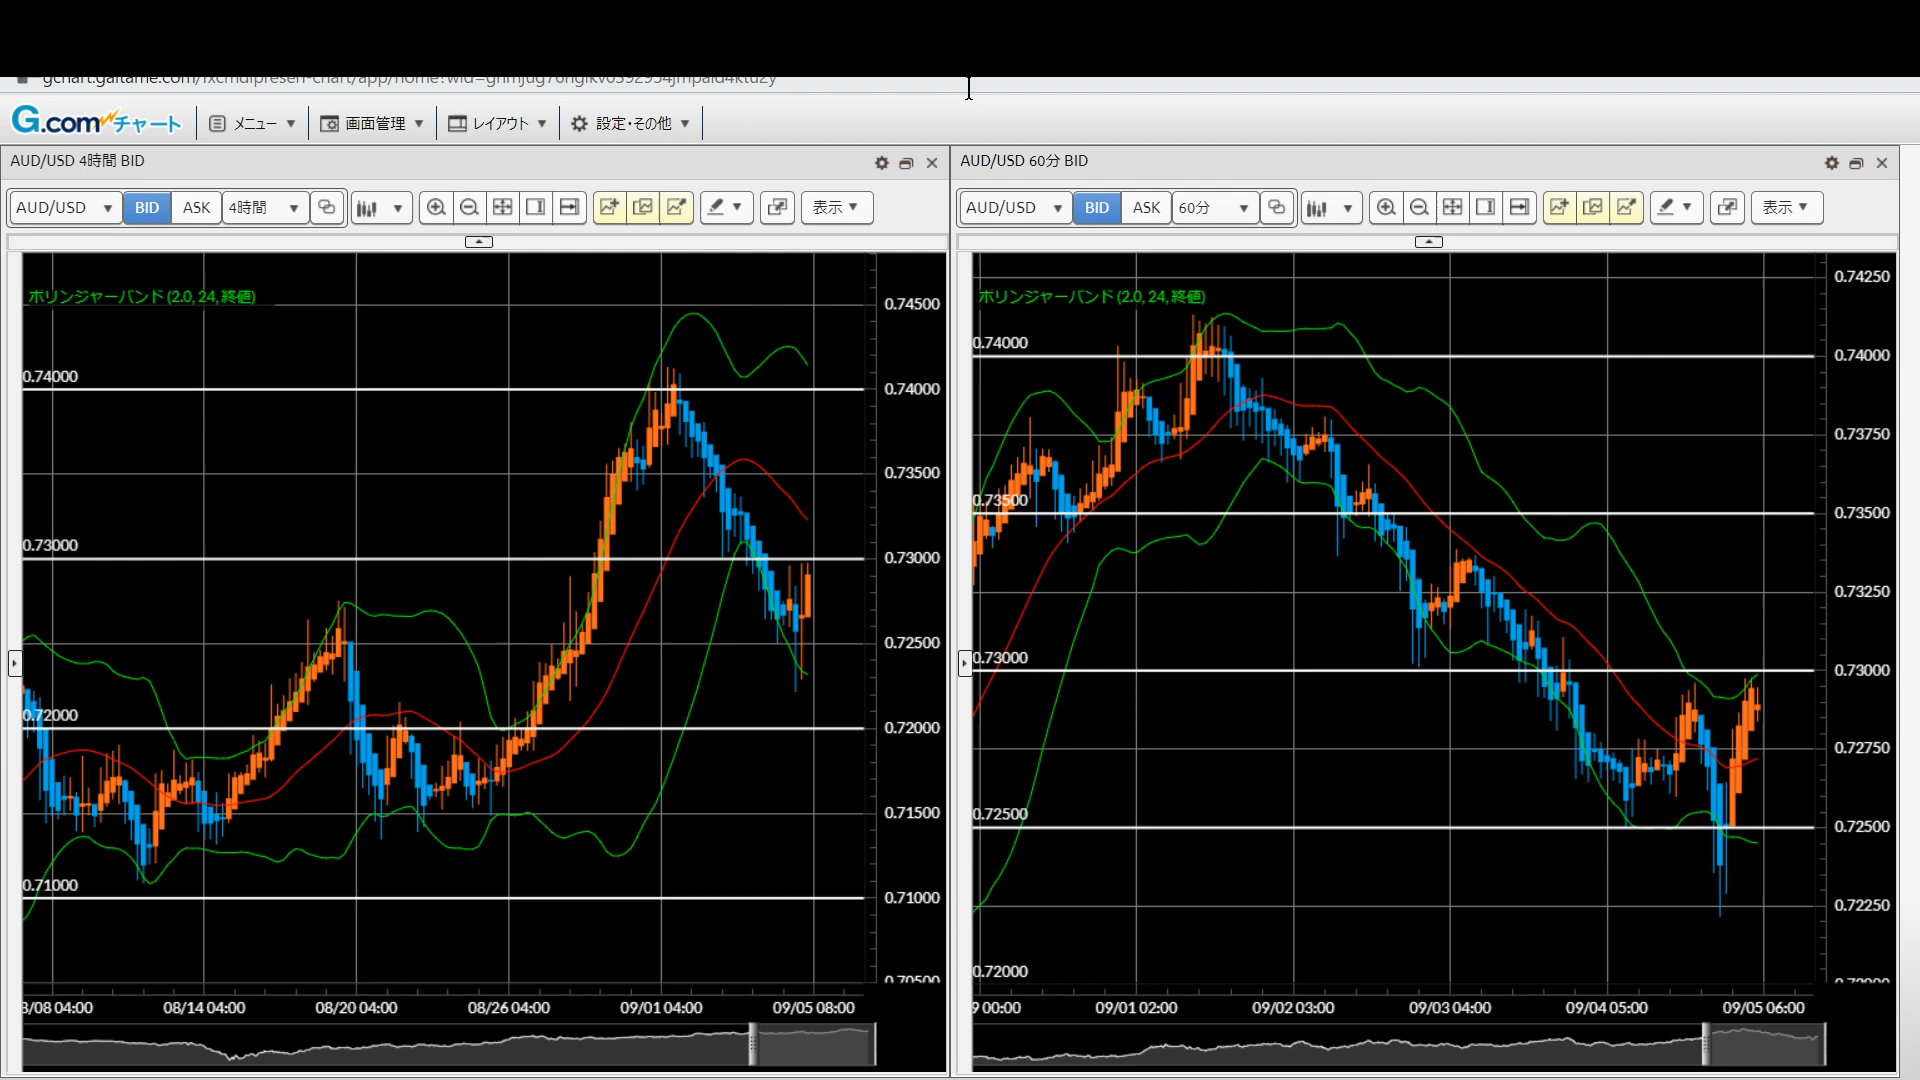 G.comチャート メニュー 画面管理 レイアウト 設定・その他
AUD/USD 4時間 BID
AUD/USD BID ASK 4時間 表示
ボリンジャーバンド (2.0, 24, 終値)
0.74000
0.73000
0.72000
0.71000
0.74500
0.74000
0.73500
0.73000
0.72500
0.72000
0.71500
0.71000
08/14 04:00 08/20 04:00 08/26 04:00 09/01 04:00 09/05 08:00
AUD/USD 60分 BID
AUD/USD BID ASK 60分 表示
ボリンジャーバンド (2.0, 24, 終値)
0.74000
0.73500
0.73000
0.72500
0.72000
0.74250
0.74000
0.73750
0.73500
0.73250
0.73000
0.72750
0.72500
0.72250
00:00 09/01 02:00 09/02 03:00 09/03 04:00 09/04 05:00 09/05 06:00